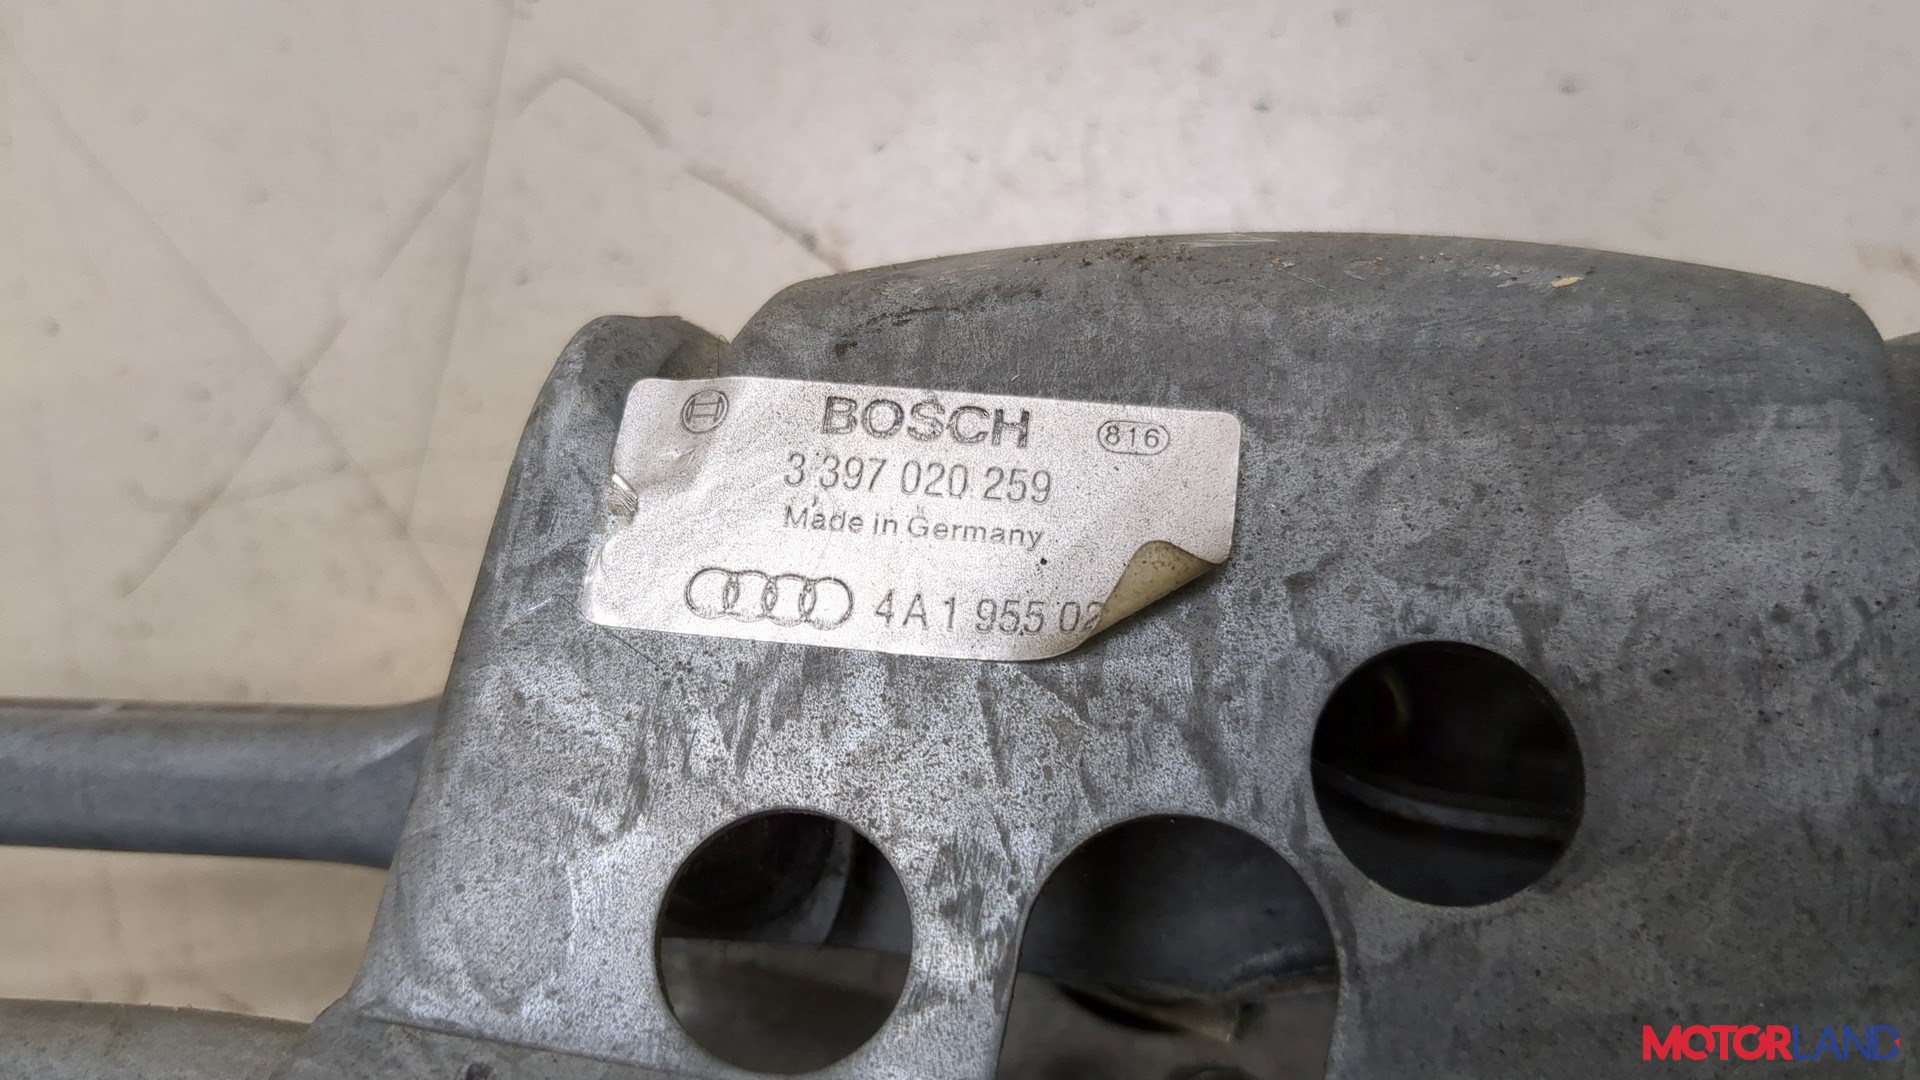 BOSCH 816
3 397 020 259
Made in Germany
4A1 955 02
MOTORLAND